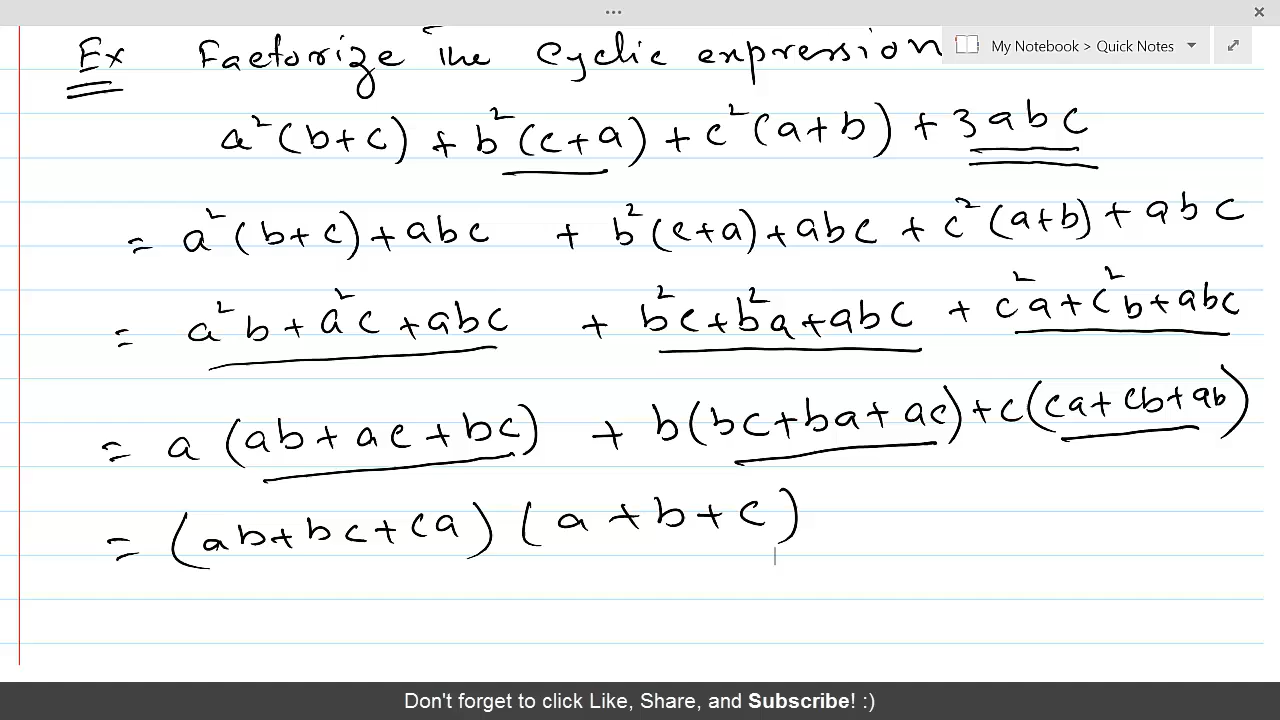 ...
My Notebook > Quick Notes
Ex Factorize the Cyclic expression
a²(b+c) + b²(c+a) + c²(a+b) + 3abc
= a²(b+c) + abc + b²(c+a) + abc + c²(a+b) + abc
= a²b + a²c + abc + b²c + b²a + abc + c²a + c²b + abc
= a(ab+ac+bc) + b(bc+ba+ac) + c(ca+cb+ab)
= (ab+bc+ca)(a+b+c)
Don't forget to click Like, Share, and Subscribe! :)